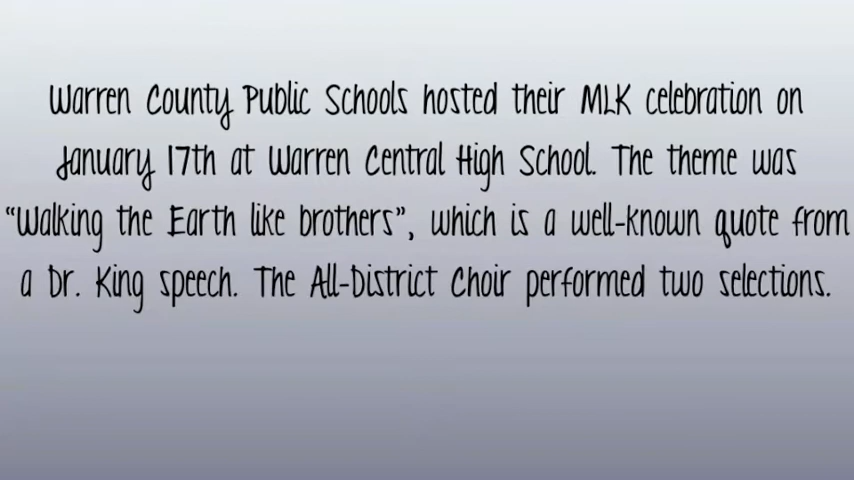 Warren County Public Schools hosted their MLK celebration on
January 17th at Warren Central High School. The theme was
“Walking the Earth like brothers”, which is a well-known quote from
a Dr. King speech. The All-District Choir performed two selections.